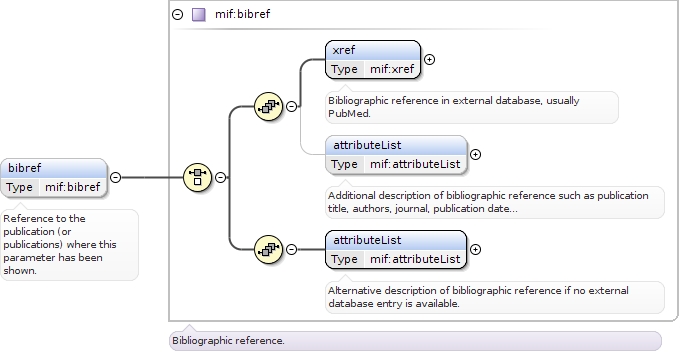 mif:bibref
xref
Type mif:xref
Bibliographic reference in external database, usually
PubMed.
attributeList
Type mif:attributeList
Additional description of bibliographic reference such as publication
title, authors, journal, publication date...
bibref
Type mif:bibref
Reference to the
publication (or
publications) where this
parameter has been
shown.
attributeList
Type mif:attributeList
Alternative description of bibliographic reference if no external
database entry is available.
Bibliographic reference.